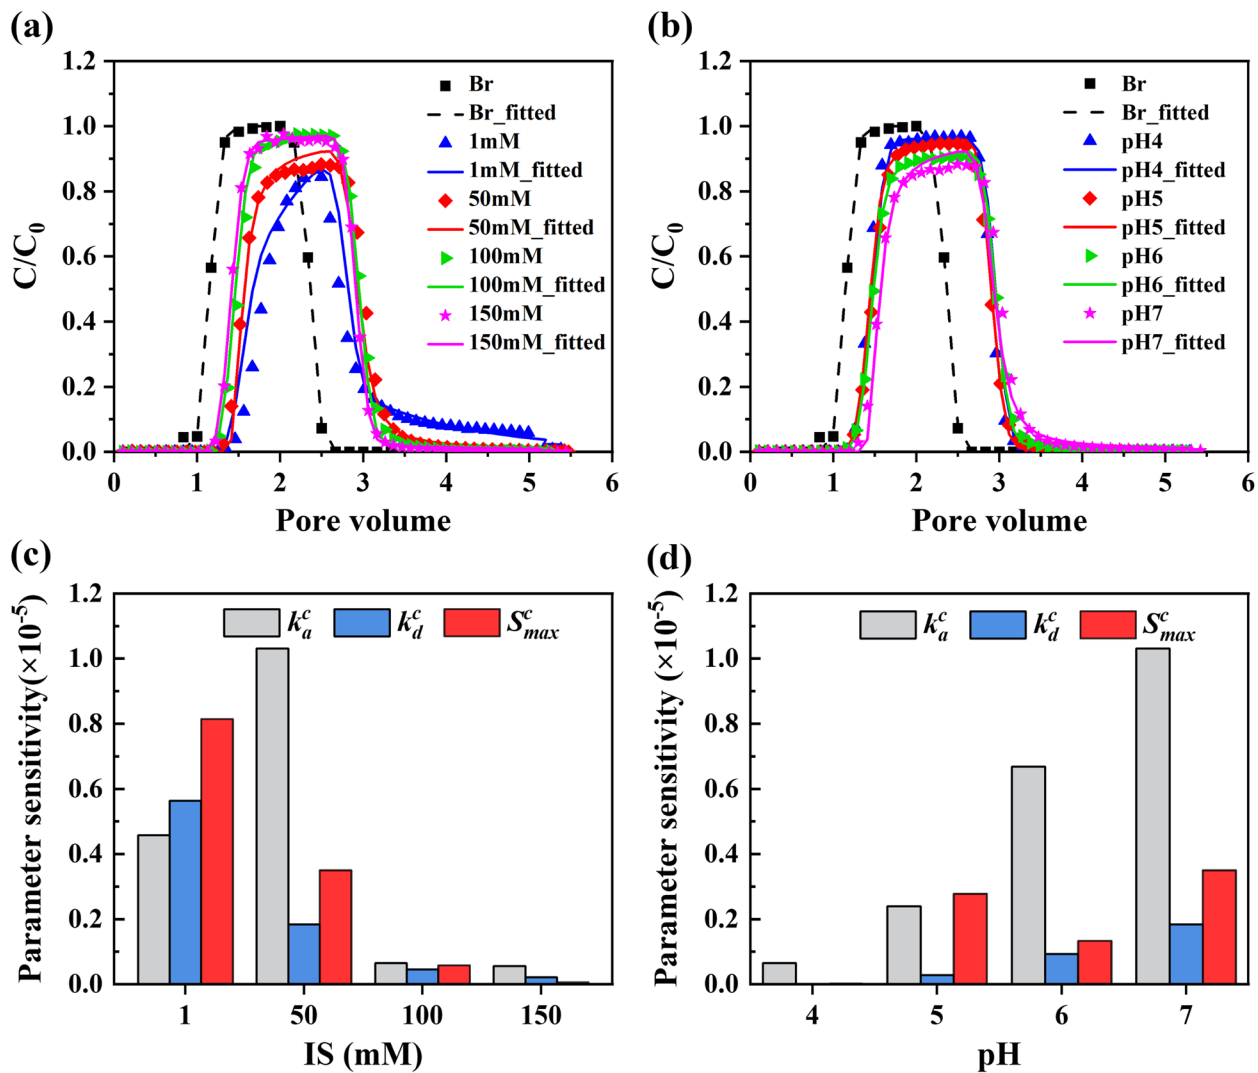 (a)
C/C0
1.2
1.0
0.8
0.6
0.4
0.2
0.0
0 1 2 3 4 5 6
Pore volume
Br
Br_fitted
1mM
1mM_fitted
50mM
50mM_fitted
100mM
100mM_fitted
150mM
150mM_fitted
(b)
C/C0
1.2
1.0
0.8
0.6
0.4
0.2
0.0
0 1 2 3 4 5 6
Pore volume
Br
Br_fitted
pH4
pH4_fitted
pH5
pH5_fitted
pH6
pH6_fitted
pH7
pH7_fitted
(c)
Parameter sensitivity(×10-5)
1.2
1.0
0.8
0.6
0.4
0.2
0.0
k_a^c k_d^c S_max^c
1 50 100 150
IS (mM)
(d)
Parameter sensitivity (×10-5)
1.2
1.0
0.8
0.6
0.4
0.2
0.0
k_a^c k_d^c S_max^c
4 5 6 7
pH